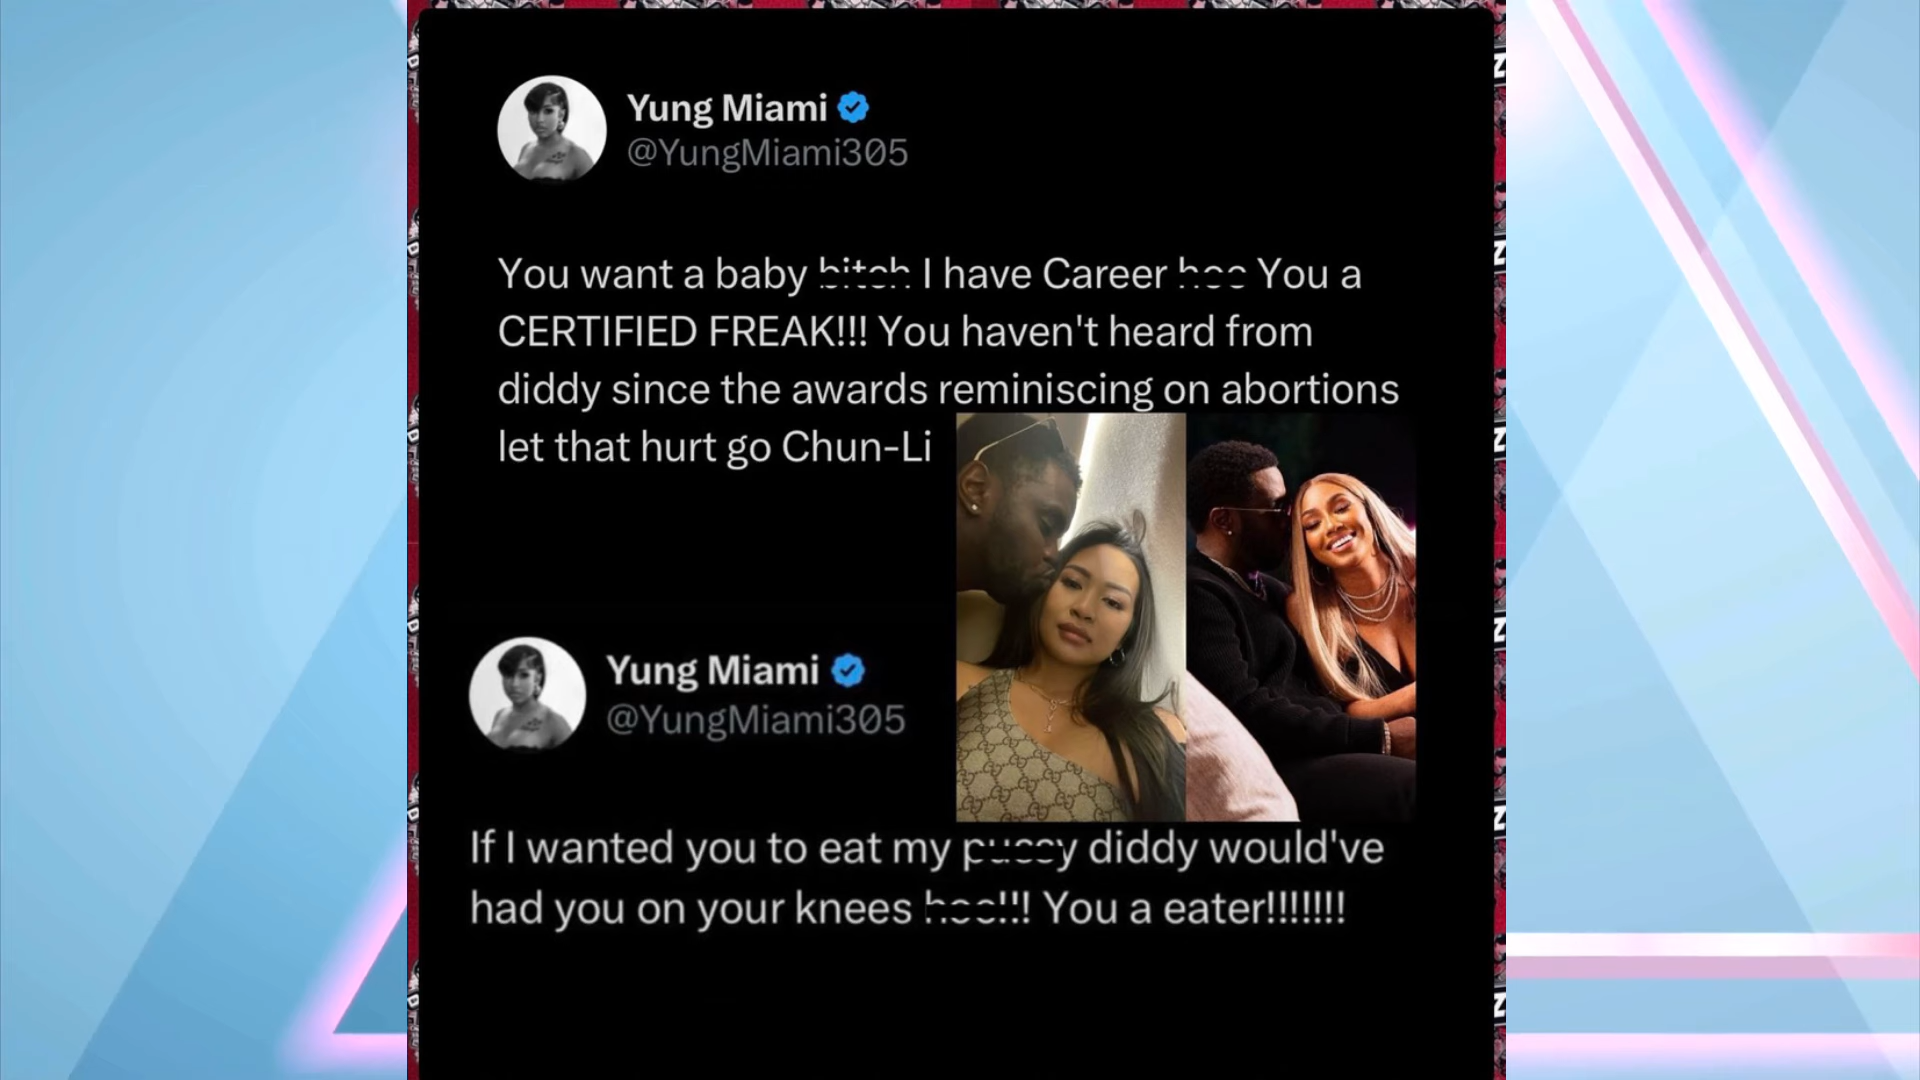 Yung Miami
@YungMiami305
You want a baby bitch I have Career hoe You a
CERTIFIED FREAK!!! You haven't heard from
diddy since the awards reminiscing on abortions
let that hurt go Chun-Li
Yung Miami
@YungMiami305
If I wanted you to eat my pussy diddy would've
had you on your knees hoe!!! You a eater!!!!!!!